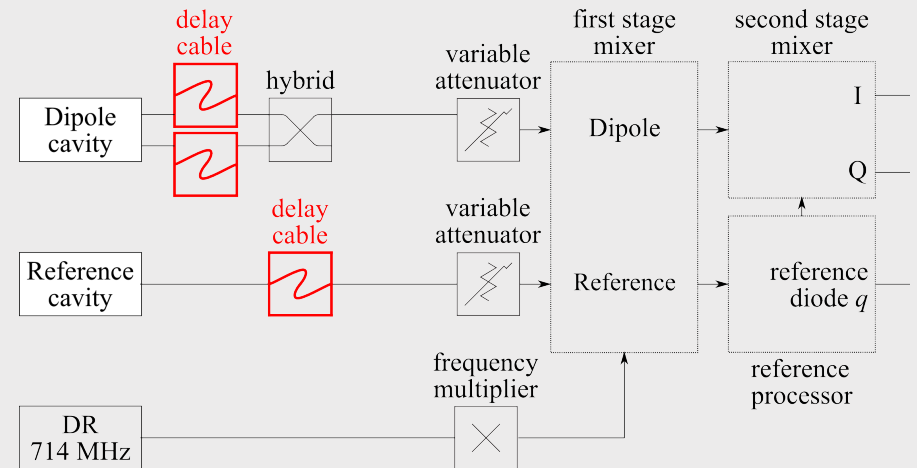 delay
cable
hybrid
variable
attenuator
first stage
mixer
second stage
mixer
Dipole
cavity
Dipole
I
Q
delay
cable
variable
attenuator
Reference
cavity
Reference
reference
diode q
frequency
multiplier
reference
processor
DR
714 MHz